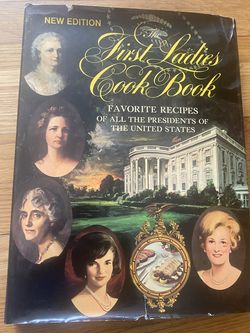 NEW EDITION
The
First Ladies
Cook Book
FAVORITE RECIPES
OF ALL THE PRESIDENTS OF
THE UNITED STATES